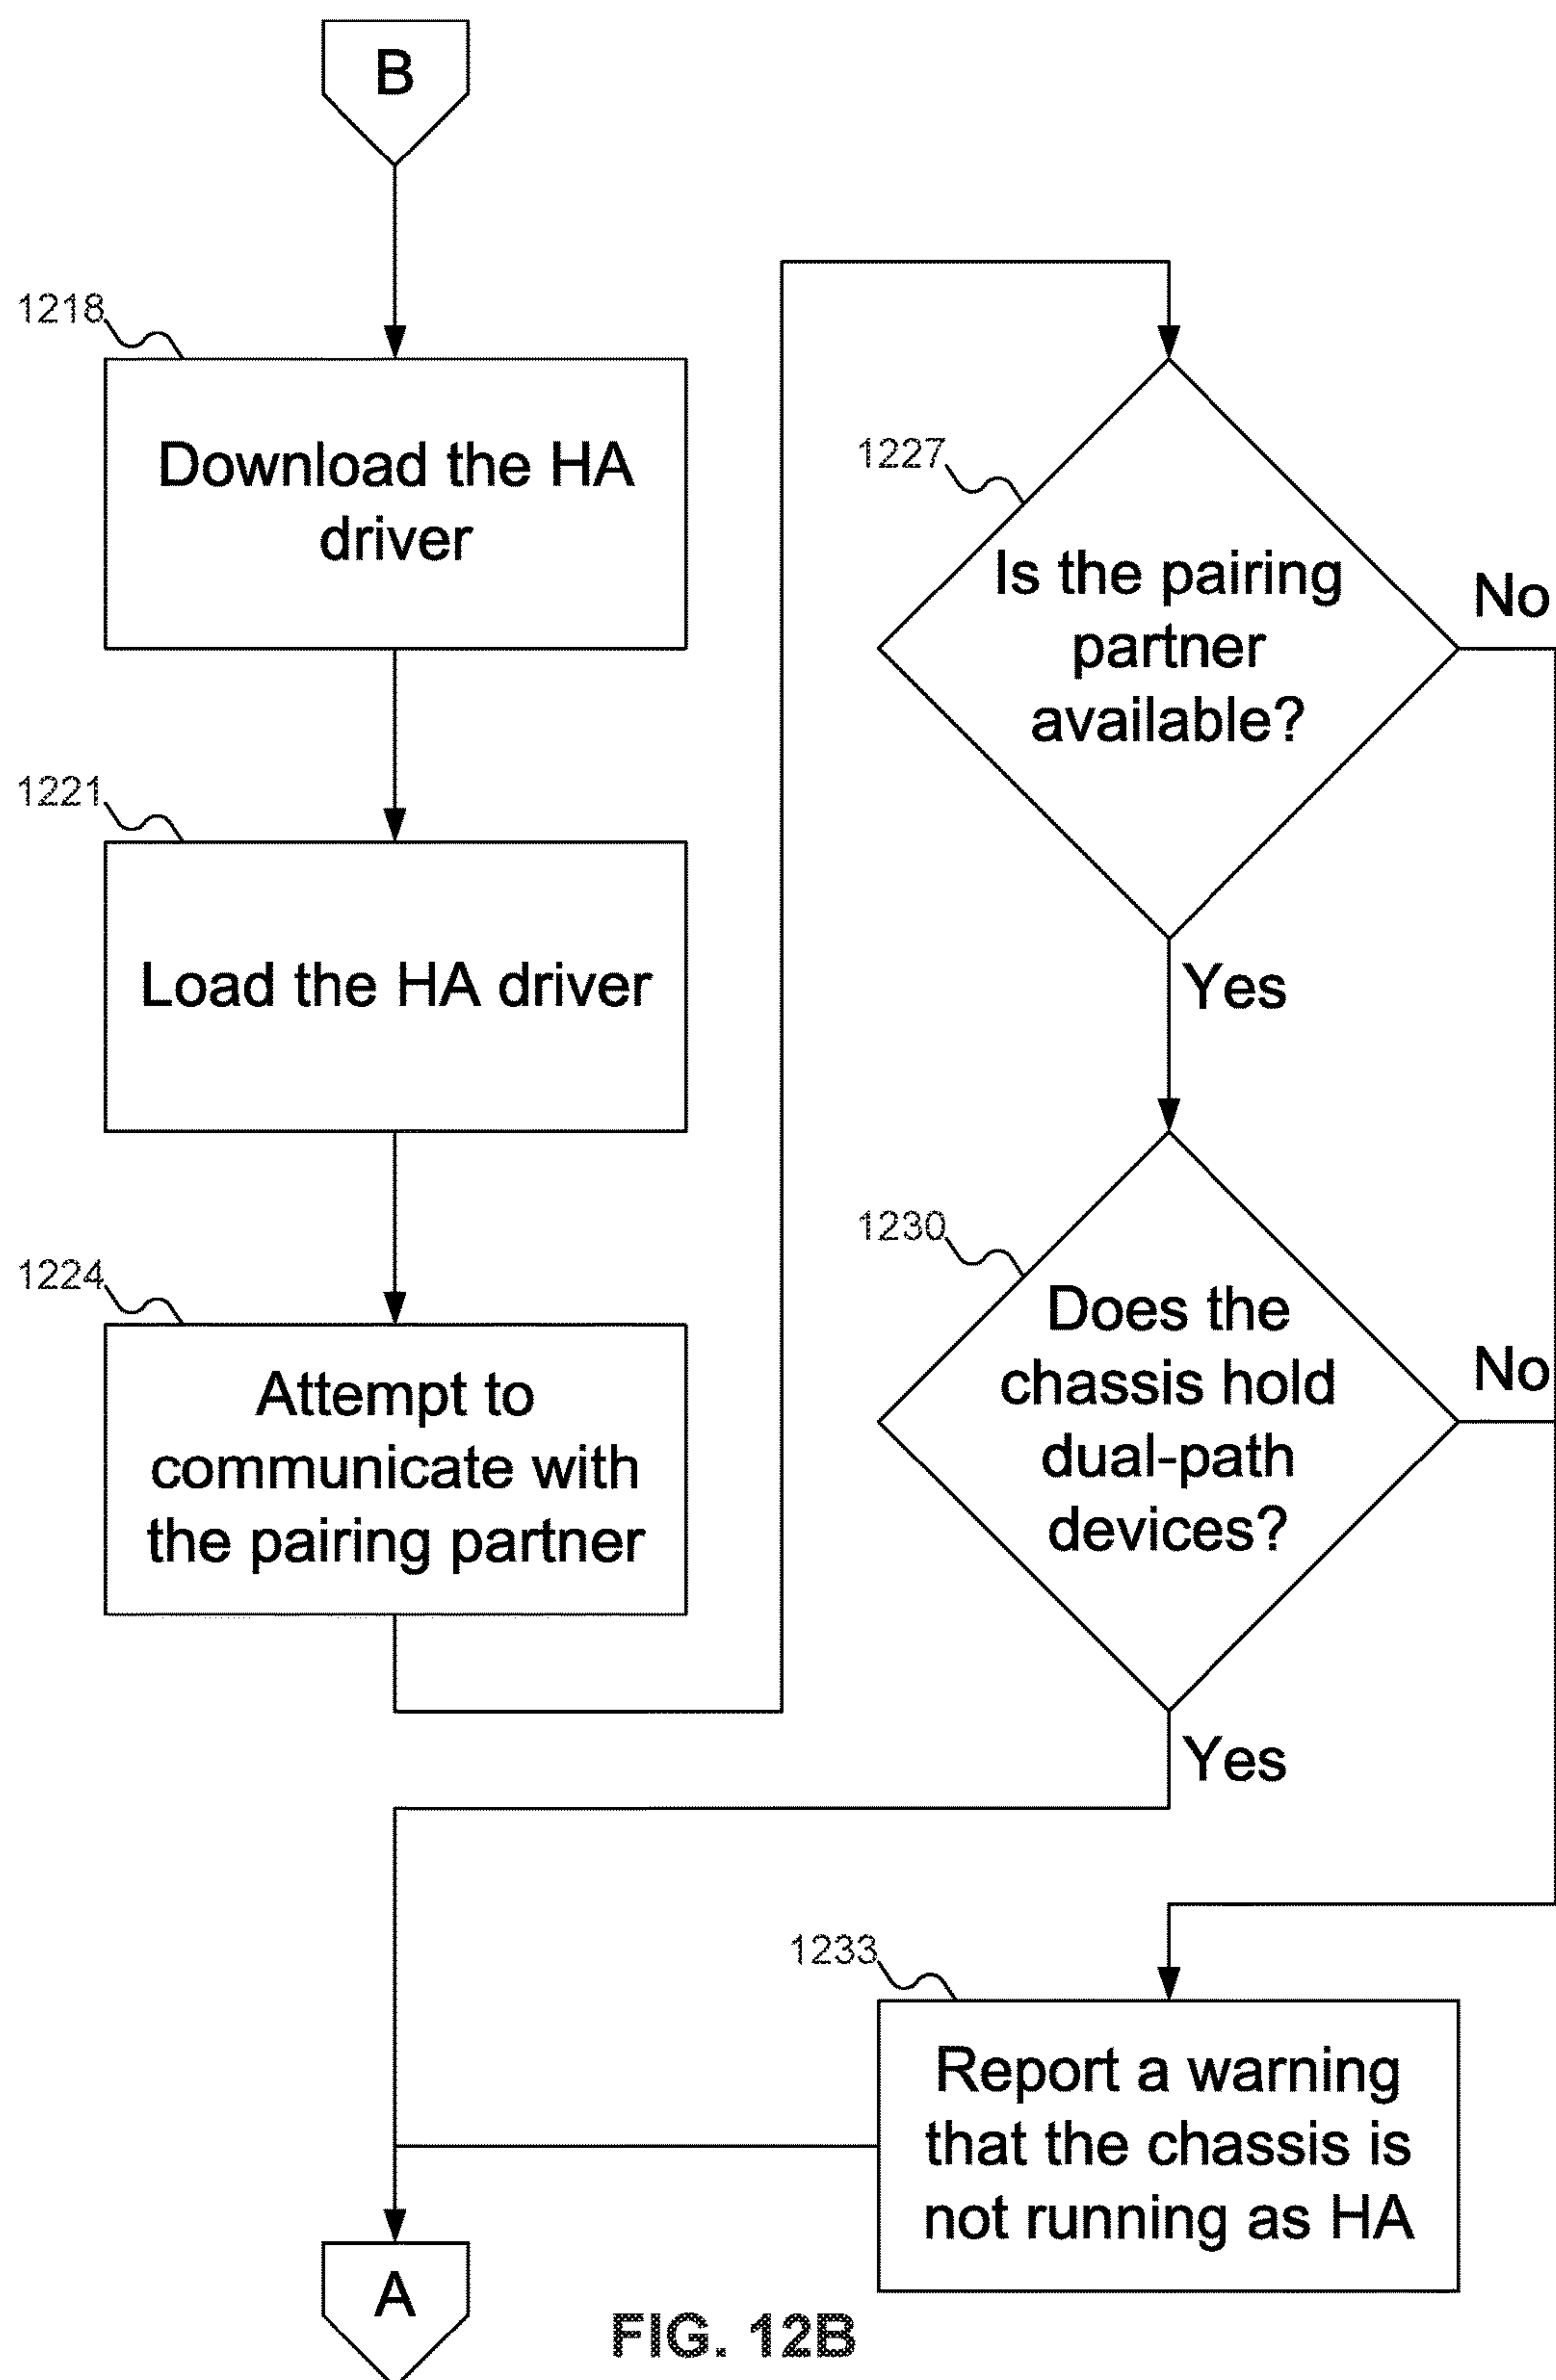 B
1218
Download the HA
driver
1221
Load the HA driver
1224
Attempt to
communicate with
the pairing partner
1227
Is the pairing
partner
available?
No
Yes
1230
Does the
chassis hold
dual-path
devices?
No
Yes
1233
Report a warning
that the chassis is
not running as HA
A
FIG. 12B